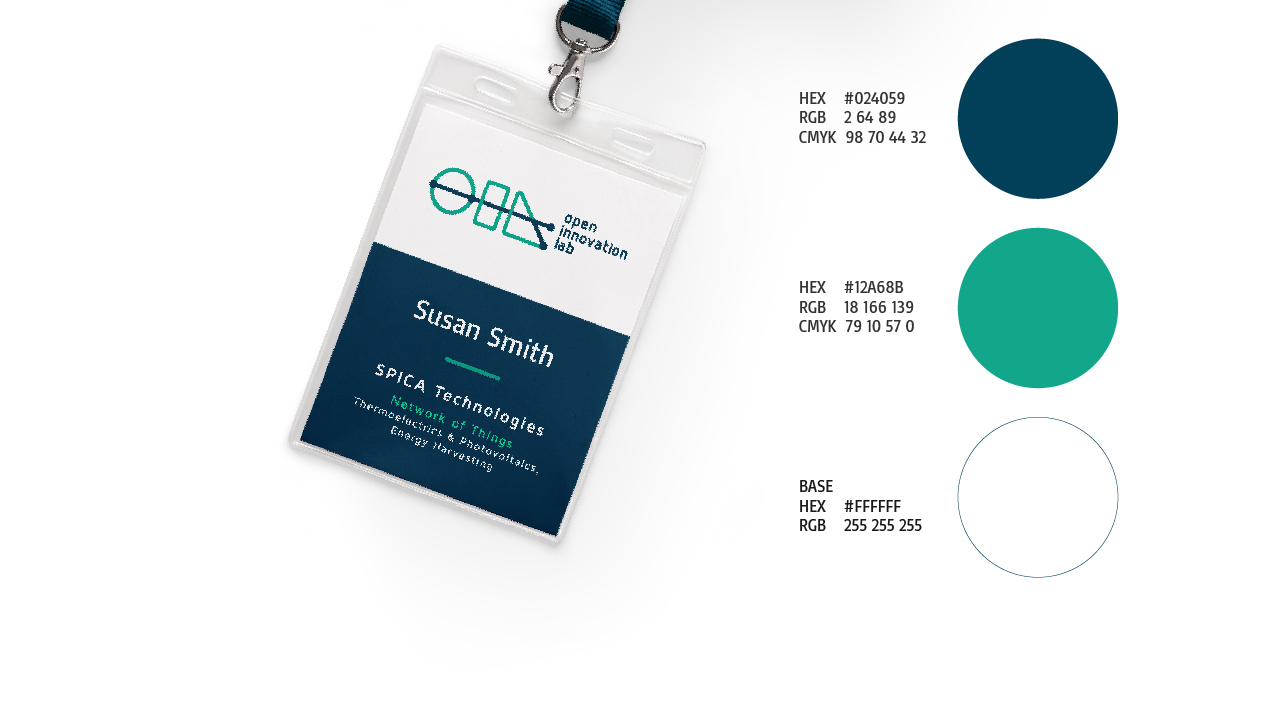 open
innovation
lab
Susan Smith
SPICA Technologies
Network of Things
Thermoelectrics & Photovoltaics,
Energy Harvesting
HEX #024059
RGB 2 64 89
CMYK 98 70 44 32
HEX #12A68B
RGB 18 166 139
CMYK 79 10 57 0
BASE
HEX #FFFFFF
RGB 255 255 255